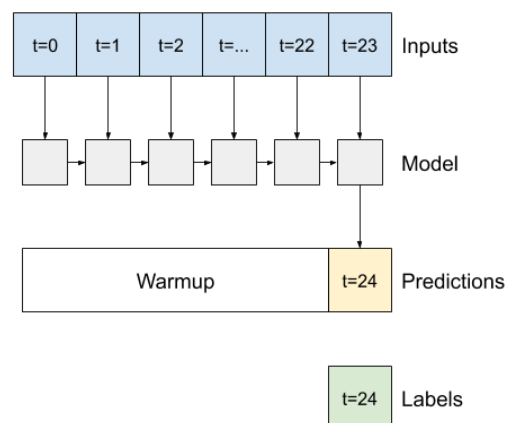 t=0 t=1 t=2 t=... t=22 t=23 Inputs
Model
Warmup t=24 Predictions
t=24 Labels